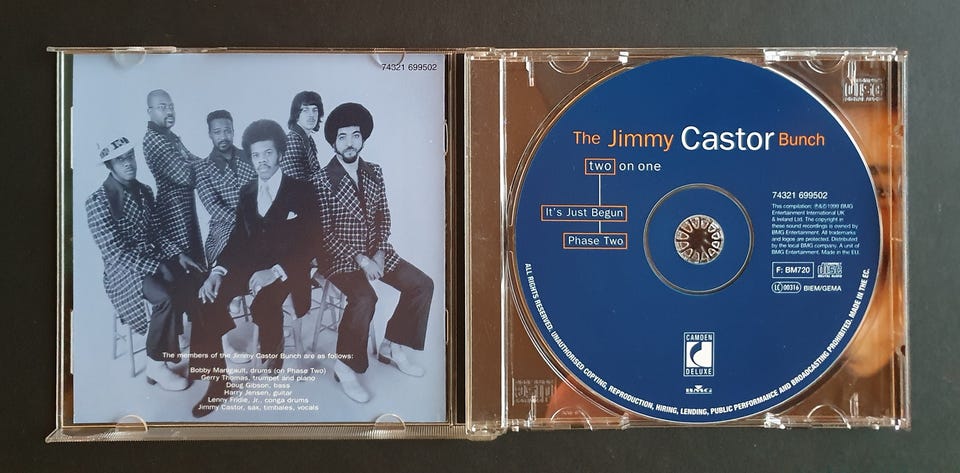 74321 699502
The members of the Jimmy Castor Bunch are as follows:
Bobby Manigault, drums (on Phase Two)
Gerry Thomas, trumpet and piano
Doug Gibson, bass
Harry Jensen, guitar
Lenny Fridie, Jr., conga drums
Jimmy Castor, sax, timbales, vocals
The Jimmy Castor Bunch
two on one
It's Just Begun
Phase Two
74321 699502
This compilation: ℗&© 1999 BMG
Entertainment International UK
& Ireland Ltd. The copyright in
these sound recordings is owned by
BMG Entertainment. All trademarks
and logos are protected. Distributed
by the local BMG company. A unit of
BMG Entertainment. Made in the EU.
F: BM720
COMPACT
disc
DIGITAL AUDIO
LC 00316
BIEM/GEMA
CAMDEN
DELUXE
BMG
ALL RIGHTS RESERVED. UNAUTHORISED COPYING, REPRODUCTION, HIRING, LENDING, PUBLIC PERFORMANCE AND BROADCASTING PROHIBITED. MADE IN THE EC.
disc